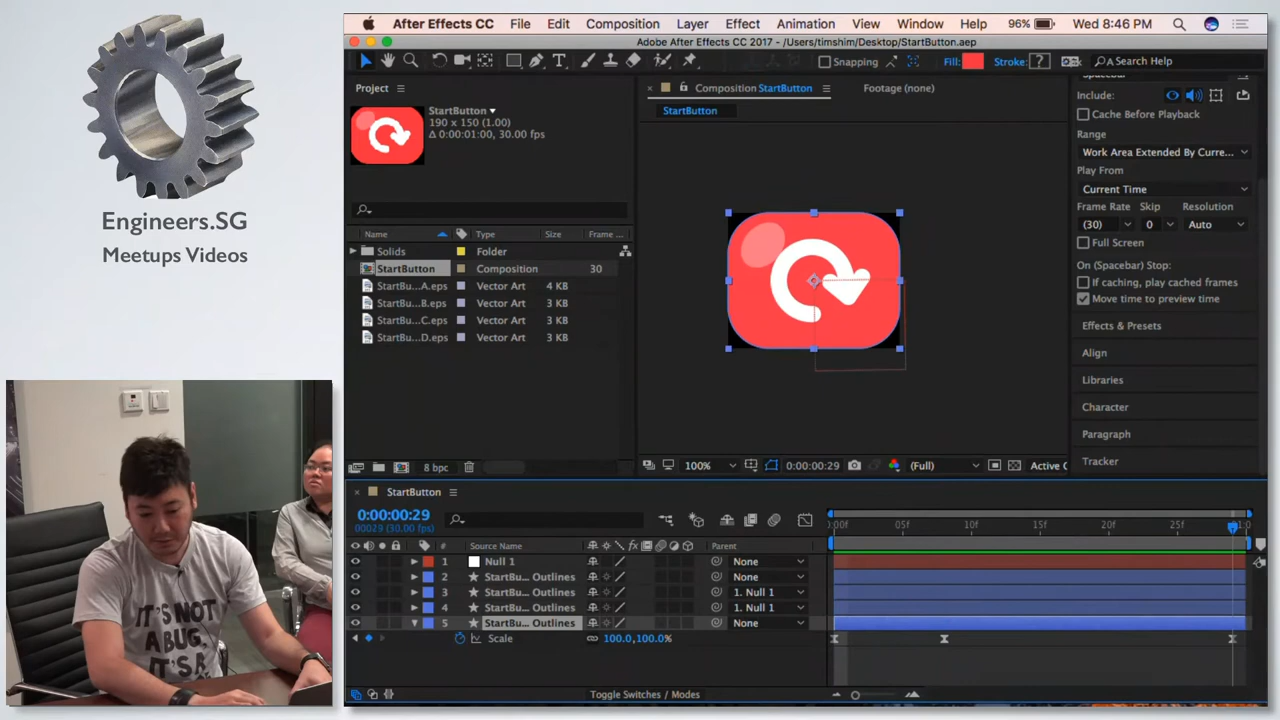 Engineers.SG
Meetups Videos
IT'S NOT
A BUG,
IT'S A
After Effects CC File Edit Composition Layer Effect Animation View Window Help 96% Wed 8:46 PM
Adobe After Effects CC 2017 - /Users/timshim/Desktop/StartButton.aep
Snapping Fill: Stroke: ? Search Help
Project
StartButton
190 x 150 (1.00)
Δ 0:00:01:00, 30.00 fps
Name Type Size Frame ...
Solids Folder
StartButton Composition 30
StartBu...A.eps Vector Art 4 KB
StartBu...B.eps Vector Art 3 KB
StartBu...C.eps Vector Art 3 KB
StartBu...D.eps Vector Art 3 KB
8 bpc
Composition StartButton Footage (none)
StartButton
100% 0:00:00:29 (Full) Active C
Spacebar
Include:
Cache Before Playback
Range
Work Area Extended By Curre...
Play From
Current Time
Frame Rate Skip Resolution
(30) 0 Auto
Full Screen
On (Spacebar) Stop:
If caching, play cached frames
Move time to preview time
Effects & Presets
Align
Libraries
Character
Paragraph
Tracker
StartButton
0:00:00:29
00029 (30.00 fps)
:00f 05f 10f 15f 20f 25f 1:0
# Source Name Parent
1 Null 1 None
2 StartBu... Outlines None
3 StartBu... Outlines 1. Null 1
4 StartBu... Outlines 1. Null 1
5 StartBu... Outlines None
Scale 100.0,100.0%
Toggle Switches / Modes